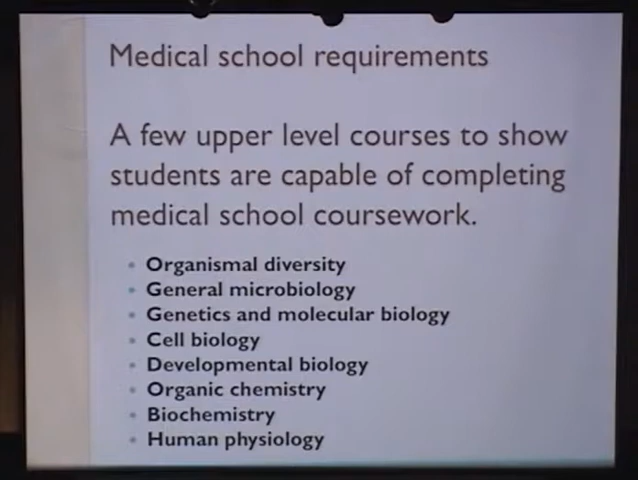 Medical school requirements
A few upper level courses to show
students are capable of completing
medical school coursework.
• Organismal diversity
• General microbiology
• Genetics and molecular biology
• Cell biology
• Developmental biology
• Organic chemistry
• Biochemistry
• Human physiology